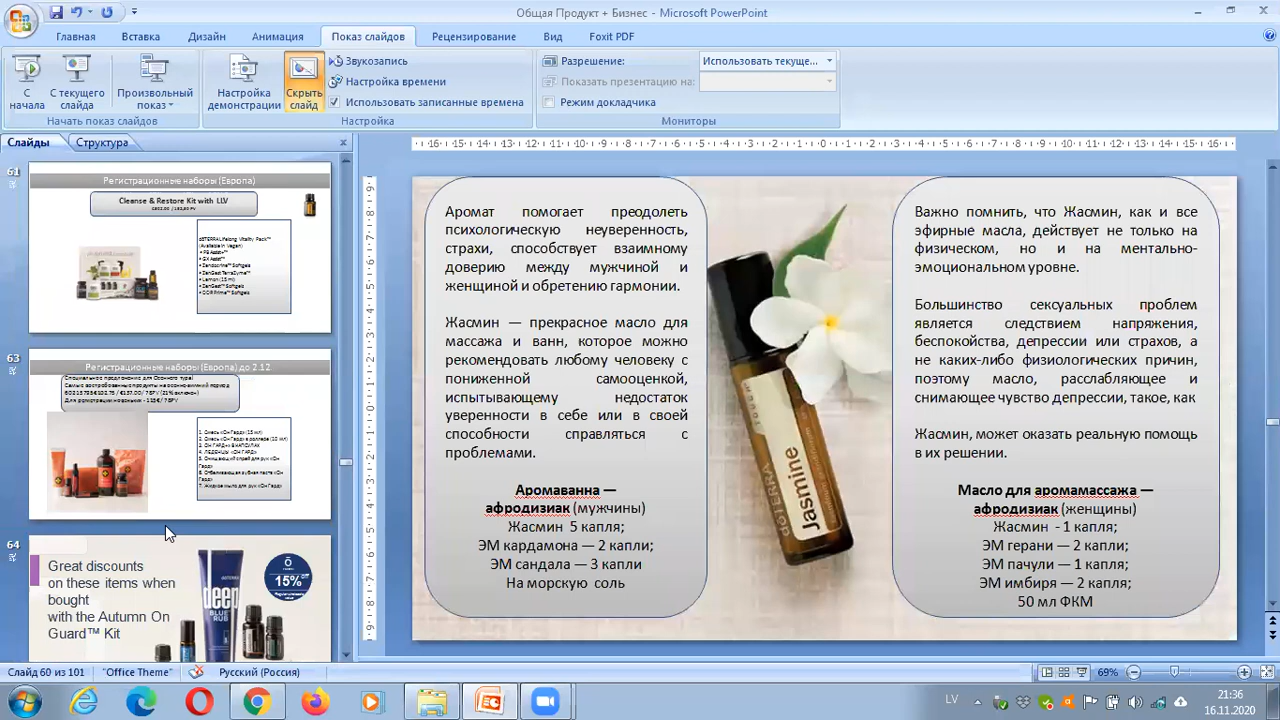 Общая Продукт + Бизнес - Microsoft PowerPoint
Главная Вставка Дизайн Анимация Показ слайдов Рецензирование Вид Foxit PDF
С начала
С текущего слайда
Произвольный показ
Начать показ слайдов
Настройка демонстрации
Скрыть слайд
Звукозапись
Настройка времени
Использовать записанные времена
Настройка
Разрешение: Использовать текуще...
Показать презентацию на:
Режим докладчика
Мониторы
Слайды Структура
61
Регистрационные наборы (Европа)
Cleanse & Restore Kit with LLV
63
Регистрационные наборы (Европа) до 2.12
64
Great discounts
on these items when
bought
with the Autumn On
Guard™ Kit
15%
deep
BLUE
RUB
Аромат помогает преодолеть
психологическую неуверенность,
страхи, способствует взаимному
доверию между мужчиной и
женщиной и обретению гармонии.
Жасмин — прекрасное масло для
массажа и ванн, которое можно
рекомендовать любому человеку с
пониженной самооценкой,
испытывающему недостаток
уверенности в себе или в своей
способности справляться с
проблемами.
Аромаванна —
афродизиак (мужчины)
Жасмин 5 капля;
ЭМ кардамона — 2 капли;
ЭМ сандала — 3 капли
На морскую соль
TOUCH
doTERRA
Jasmine
Важно помнить, что Жасмин, как и все
эфирные масла, действует не только на
физическом, но и на ментально-
эмоциональном уровне.
Большинство сексуальных проблем
является следствием напряжения,
беспокойства, депрессии или страхов, а
не каких-либо физиологических причин,
поэтому масло, расслабляющее и
снимающее чувство депрессии, такое, как
Жасмин, может оказать реальную помощь
в их решении.
Масло для аромамассажа —
афродизиак (женщины)
Жасмин - 1 капля;
ЭМ герани — 2 капли;
ЭМ пачули — 1 капля;
ЭМ имбиря — 2 капля;
50 мл ФКМ
Слайд 60 из 101 "Office Theme" Русский (Россия) 69%
LV 21:36
16.11.2020